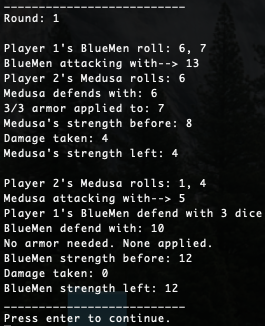 ___________________________
Round: 1
Player 1's BlueMen roll: 6, 7
BlueMen attacking with--> 13
Player 2's Medusa rolls: 6
Medusa defends with: 6
3/3 armor applied to: 7
Medusa's strength before: 8
Damage taken: 4
Medusa's strength left: 4
Player 2's Medusa rolls: 1, 4
Medusa attacking with--> 5
Player 1's BlueMen defend with 3 dice
BlueMen defend with: 10
No armor needed. None applied.
BlueMen strength before: 12
Damage taken: 0
BlueMen strength left: 12
___________________________
Press enter to continue.